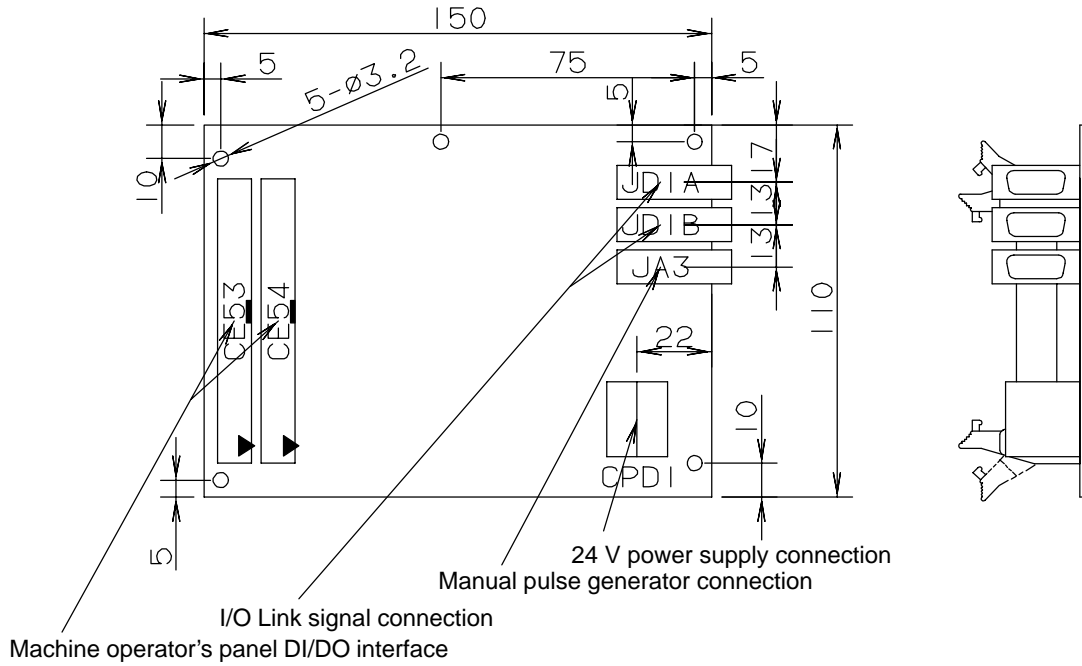 150
5
75
5
5-ø3.2
5
10
17
JD1A
13
JD1B
13
JA3
CE53
CE54
110
22
10
CPD1
5
24 V power supply connection
Manual pulse generator connection
I/O Link signal connection
Machine operator's panel DI/DO interface